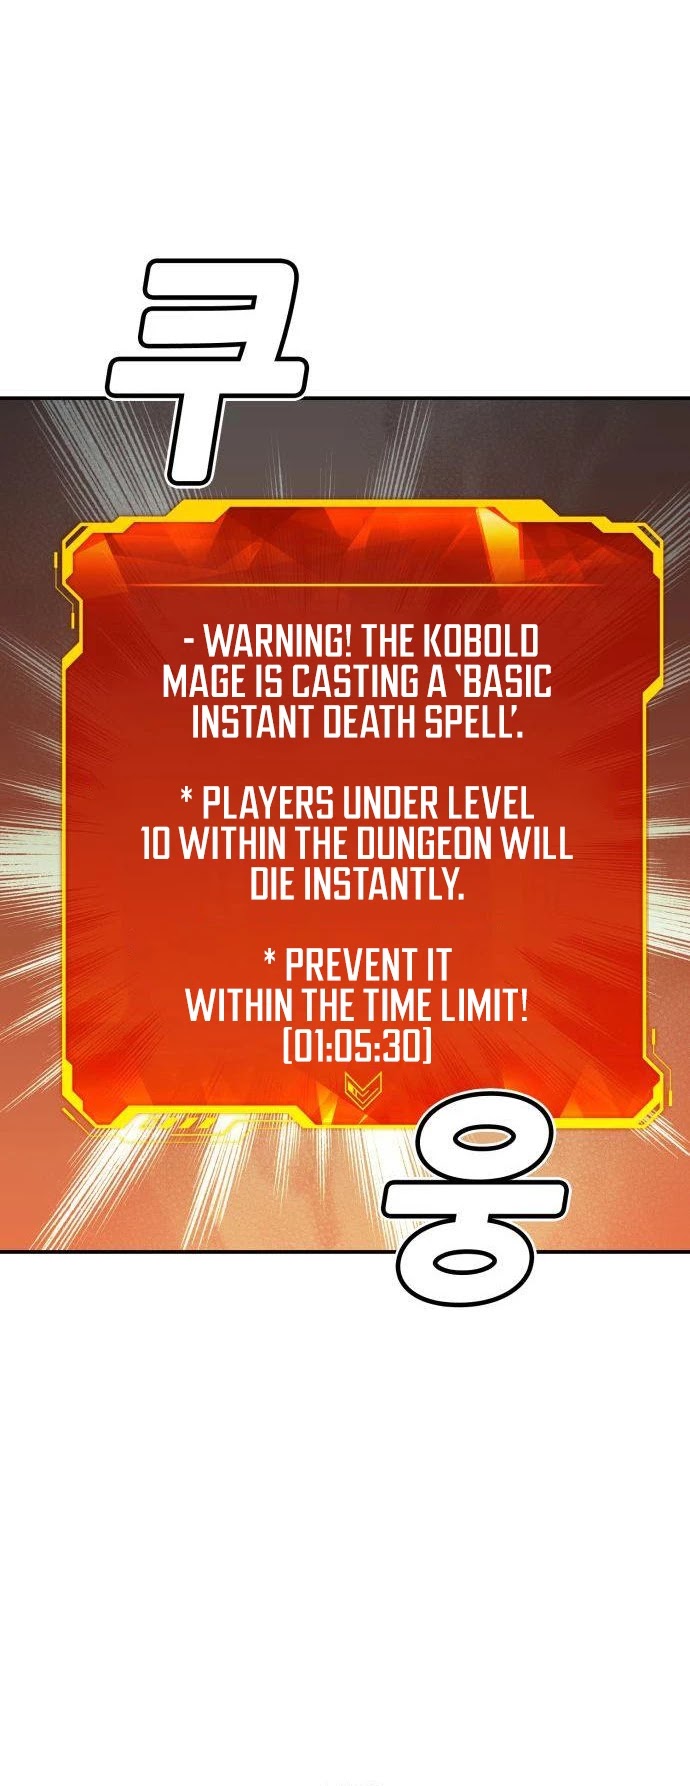 쿠
- WARNING! THE KOBOLD
MAGE IS CASTING A ‘BASIC
INSTANT DEATH SPELL’.
* PLAYERS UNDER LEVEL
10 WITHIN THE DUNGEON WILL
DIE INSTANTLY.
* PREVENT IT
WITHIN THE TIME LIMIT!
[01:05:30]
웅